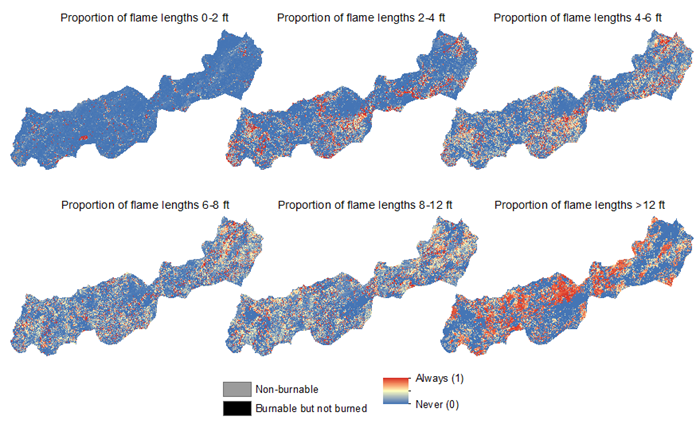 Proportion of flame lengths 0-2 ft
Proportion of flame lengths 2-4 ft
Proportion of flame lengths 4-6 ft
Proportion of flame lengths 6-8 ft
Proportion of flame lengths 8-12 ft
Proportion of flame lengths >12 ft
Non-burnable
Burnable but not burned
Always (1)
Never (0)